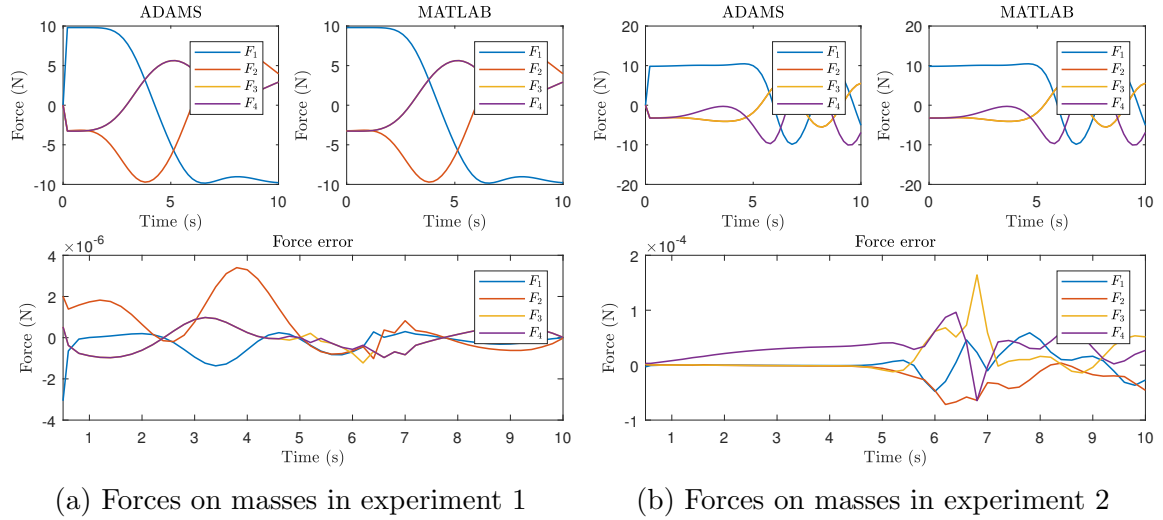 ADAMS
MATLAB
10
5
0
-5
-10
Force (N)
0
5
10
Time (s)
F1
F2
F3
F4
10
5
0
-5
-10
0
5
10
Time (s)
F1
F2
F3
F4
×10-6
Force error
4
2
0
-2
-4
Force (N)
1
2
3
4
5
6
7
8
9
10
Time (s)
F1
F2
F3
F4
(a) Forces on masses in experiment 1
ADAMS
MATLAB
20
10
0
-10
-20
Force (N)
0
5
10
Time (s)
F1
F2
F3
F4
20
10
0
-10
-20
0
5
10
Time (s)
F1
F2
F3
F4
×10-4
Force error
2
1
0
-1
Force (N)
1
2
3
4
5
6
7
8
9
10
Time (s)
F1
F2
F3
F4
(b) Forces on masses in experiment 2